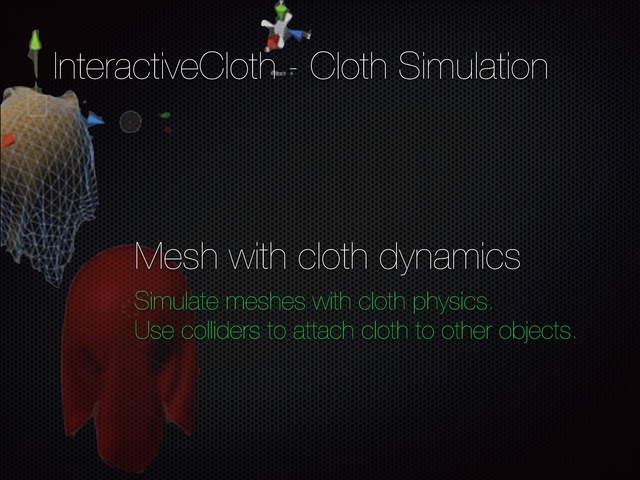 InteractiveCloth - Cloth Simulation
Mesh with cloth dynamics
Simulate meshes with cloth physics.
Use colliders to attach cloth to other objects.